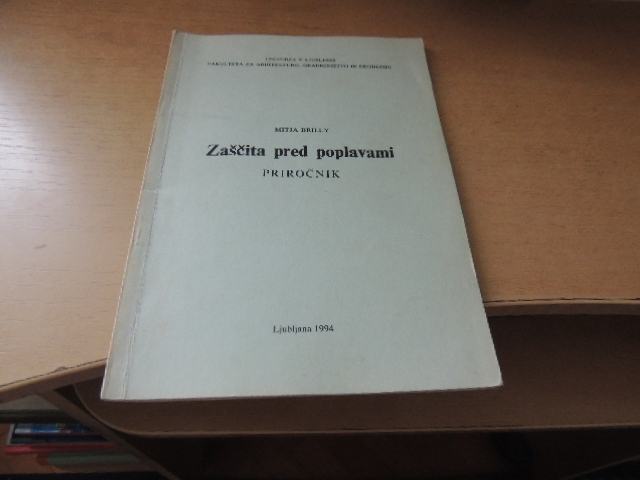 UNIVERZA V LJUBLJANI
FAKULTETA ZA ARHITEKTURO, GRADBENIŠTVO IN GEODEZIJO
MITJA BRILLY
Zaščita pred poplavami
PRIROČNIK
Ljubljana 1994